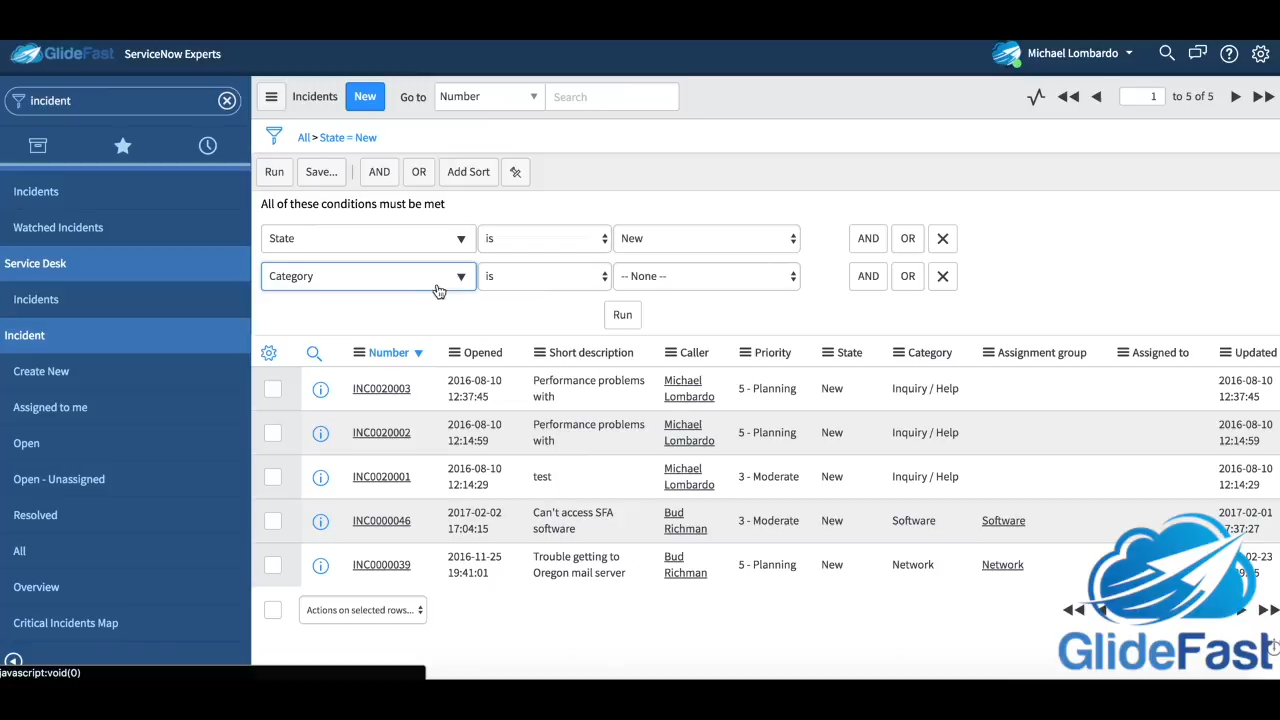 GlideFast ServiceNow Experts
Michael Lombardo
incident
Incidents
Watched Incidents
Service Desk
Incidents
Incident
Create New
Assigned to me
Open
Open - Unassigned
Resolved
All
Overview
Critical Incidents Map
javascript:void(0)
Incidents New Go to Number Search 1 to 5 of 5
All > State = New
Run Save... AND OR Add Sort
All of these conditions must be met
State is New AND OR
Category is -- None -- AND OR
Run
Number Opened Short description Caller Priority State Category Assignment group Assigned to Updated
INC0020003 2016-08-10 12:37:45 Performance problems with Michael Lombardo 5 - Planning New Inquiry / Help 2016-08-10 12:37:45
INC0020002 2016-08-10 12:14:59 Performance problems with Michael Lombardo 5 - Planning New Inquiry / Help 2016-08-10 12:14:59
INC0020001 2016-08-10 12:14:29 test Michael Lombardo 3 - Moderate New Inquiry / Help 2016-08-10 12:14:29
INC0000046 2017-02-02 17:04:15 Can't access SFA software Bud Richman 3 - Moderate New Software Software 2017-02-01
INC0000039 2016-11-25 19:41:01 Trouble getting to Oregon mail server Bud Richman 5 - Planning New Network Network
Actions on selected rows...
GlideFast